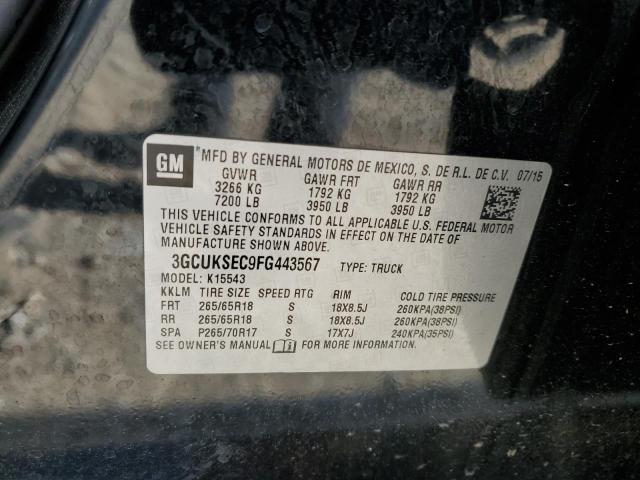 GM MFD BY GENERAL MOTORS DE MEXICO, S. DE R.L. DE C.V. 07/15
GVWR GAWR FRT GAWR RR
3266 KG 1792 KG 1792 KG
7200 LB 3950 LB 3950 LB
THIS VEHICLE CONFORMS TO ALL APPLICABLE U.S. FEDERAL MOTOR
VEHICLE SAFETY STANDARDS IN EFFECT ON THE DATE OF
MANUFACTURE SHOWN ABOVE.
3GCUKSEC9FG443567 TYPE: TRUCK
MODEL: K15543
KKLM TIRE SIZE SPEED RTG RIM COLD TIRE PRESSURE
FRT 265/65R18 S 18X8.5J 260KPA(38PSI)
RR 265/65R18 S 18X8.5J 260KPA(38PSI)
SPA P265/70R17 S 17X7J 240KPA(35PSI)
SEE OWNER'S MANUAL FOR MORE INFORMATION.